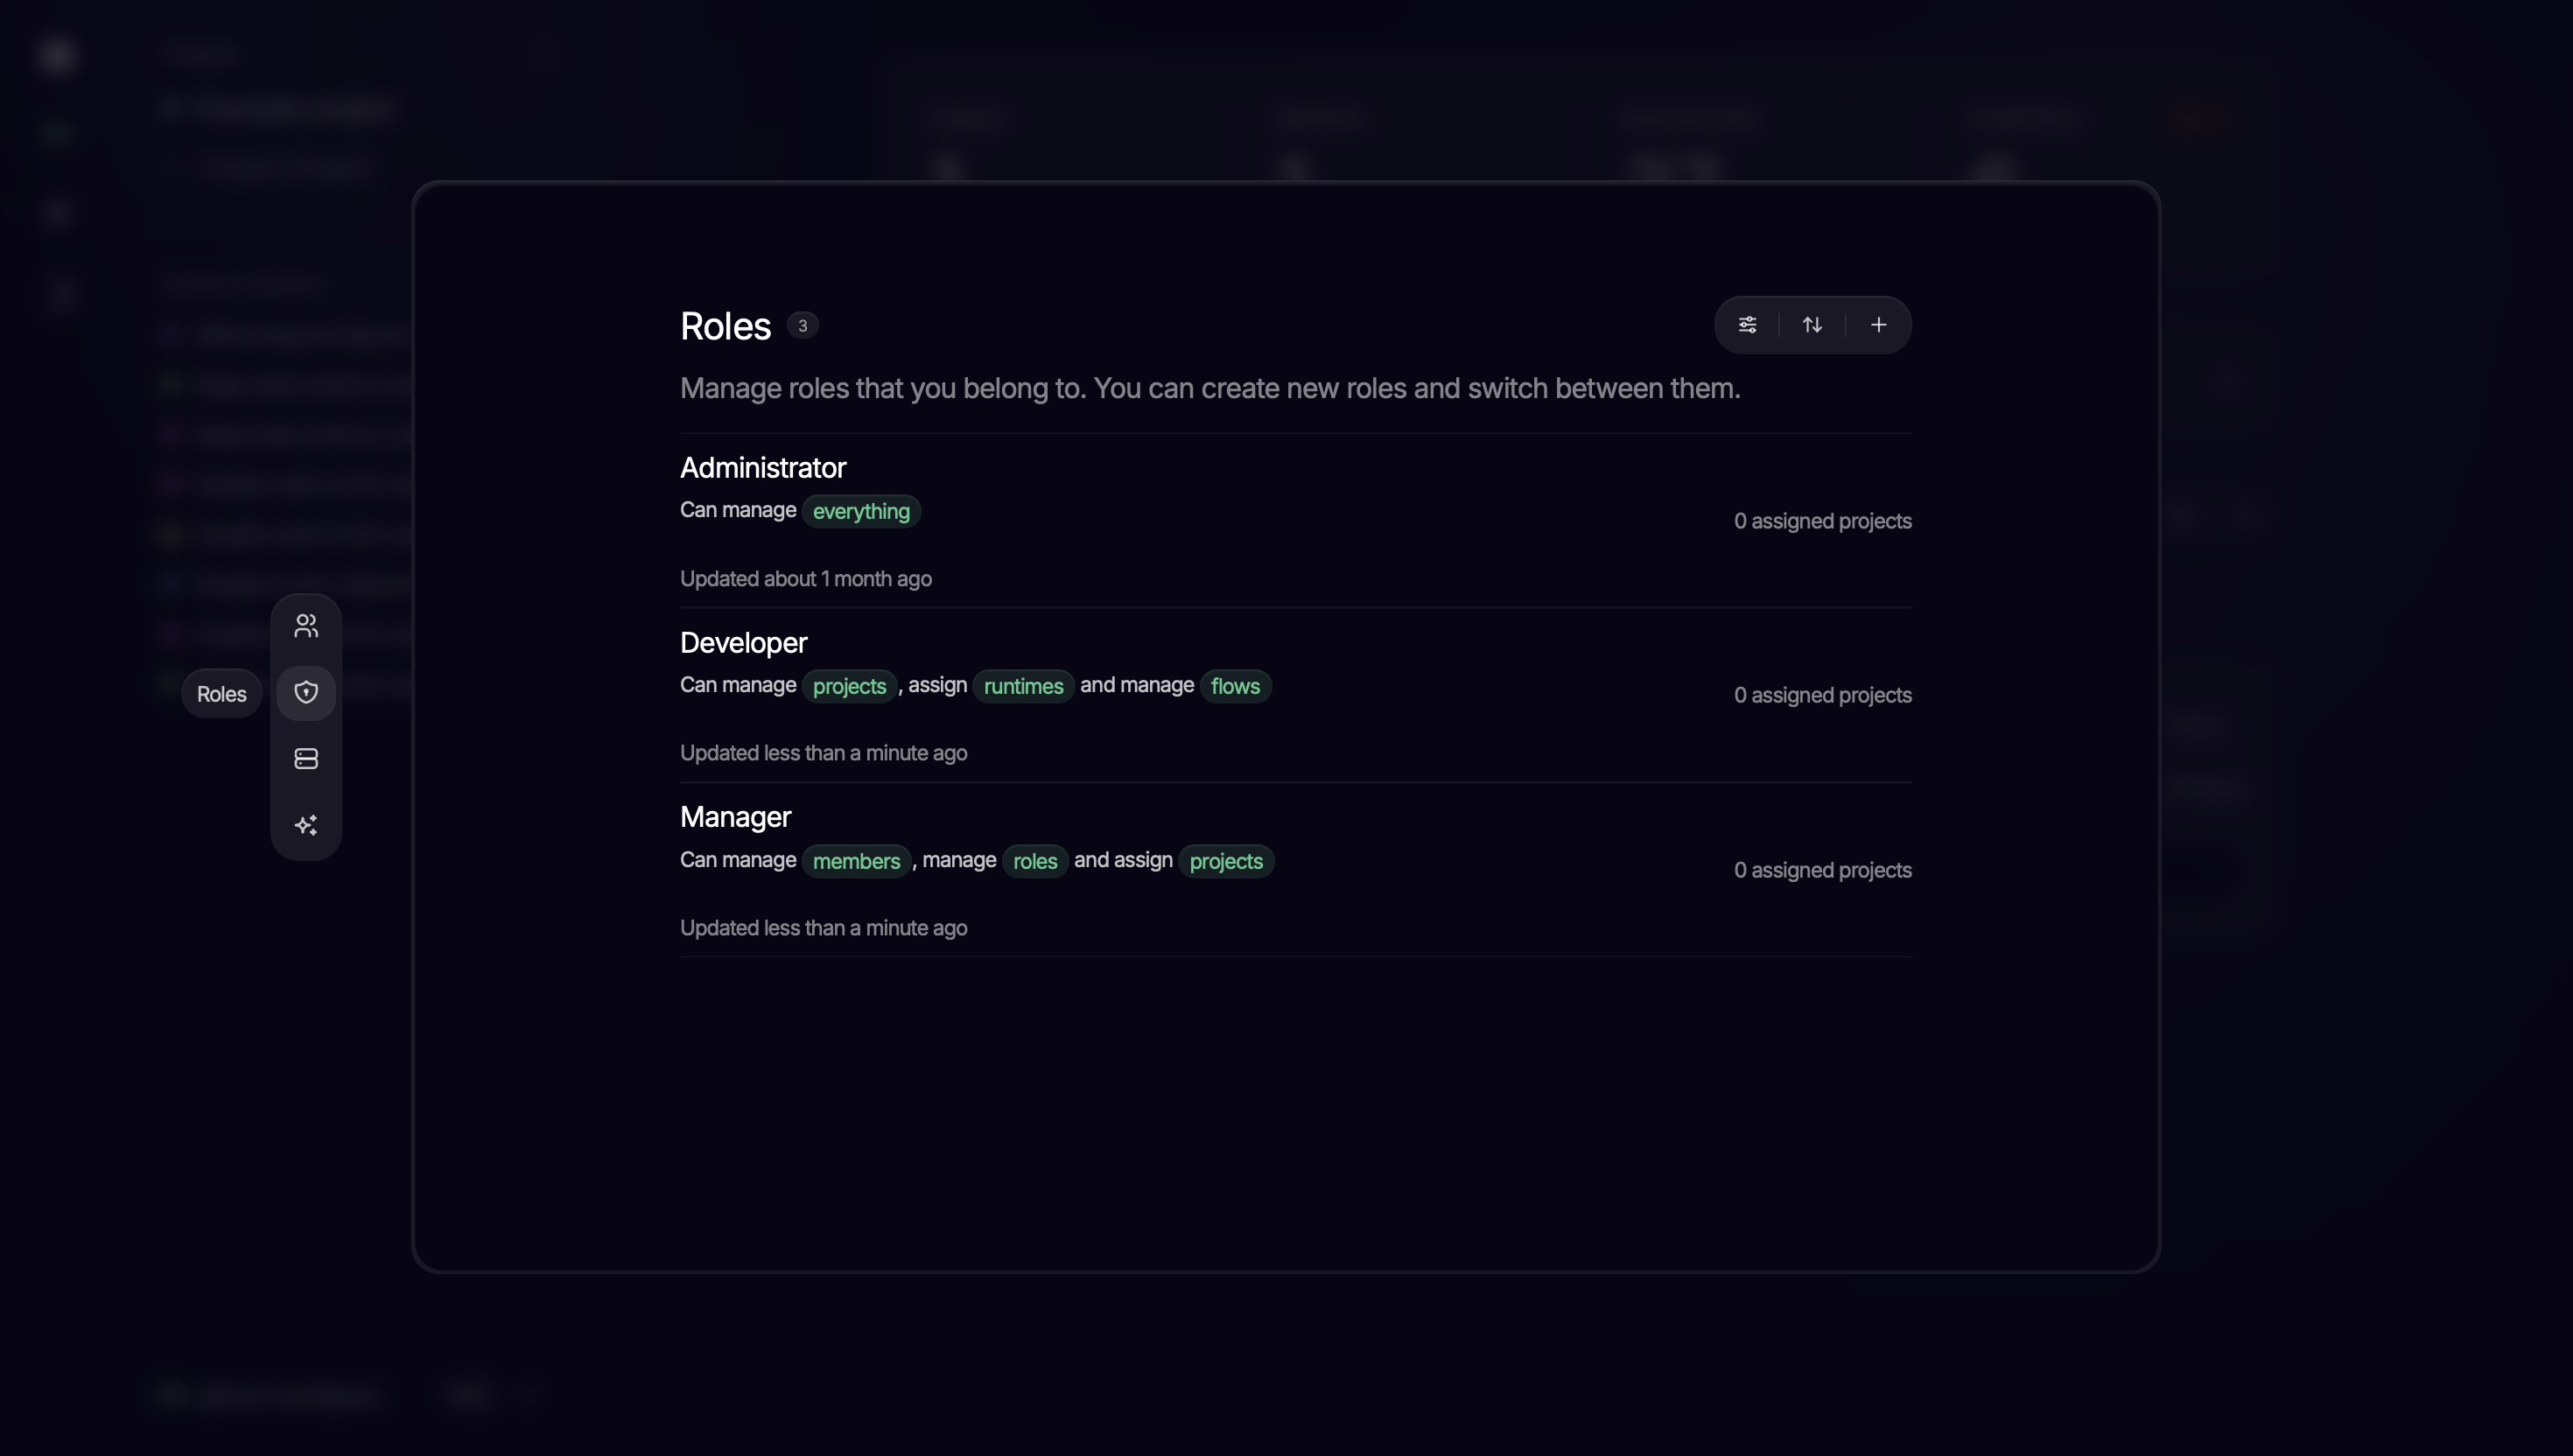 Roles 3
Manage roles that you belong to. You can create new roles and switch between them.
Administrator
Can manage everything
0 assigned projects
Updated about 1 month ago
Developer
Can manage projects, assign runtimes and manage flows
0 assigned projects
Updated less than a minute ago
Manager
Can manage members, manage roles and assign projects
0 assigned projects
Updated less than a minute ago
Roles